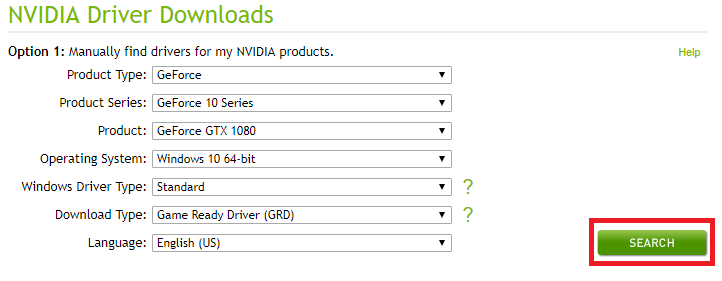 NVIDIA Driver Downloads
Option 1: Manually find drivers for my NVIDIA products.
Help
Product Type: GeForce
Product Series: GeForce 10 Series
Product: GeForce GTX 1080
Operating System: Windows 10 64-bit
Windows Driver Type: Standard ?
Download Type: Game Ready Driver (GRD) ?
Language: English (US)
SEARCH